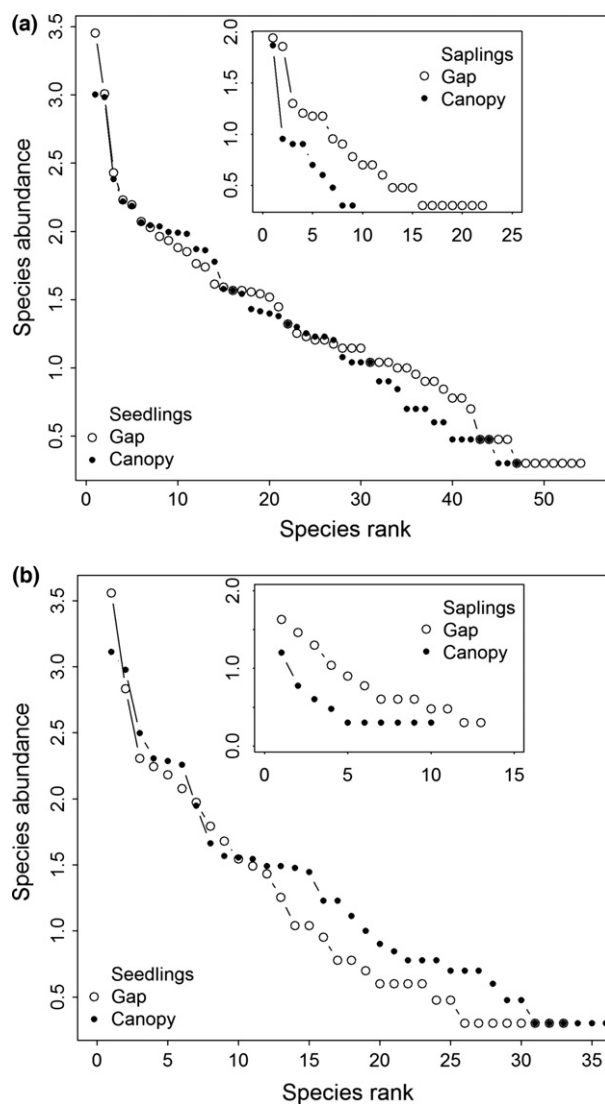 (a)
3.5
3.0
2.5
2.0
1.5
1.0
0.5
Species abundance
2.0
1.5
1.0
0.5
Saplings
Gap
Canopy
0 5 10 15 20 25
Seedlings
Gap
Canopy
0 10 20 30 40 50
Species rank
(b)
3.5
3.0
2.5
2.0
1.5
1.0
0.5
Species abundance
2.0
1.0
0.0
Saplings
Gap
Canopy
0 5 10 15
Seedlings
Gap
Canopy
0 5 10 15 20 25 30 35
Species rank